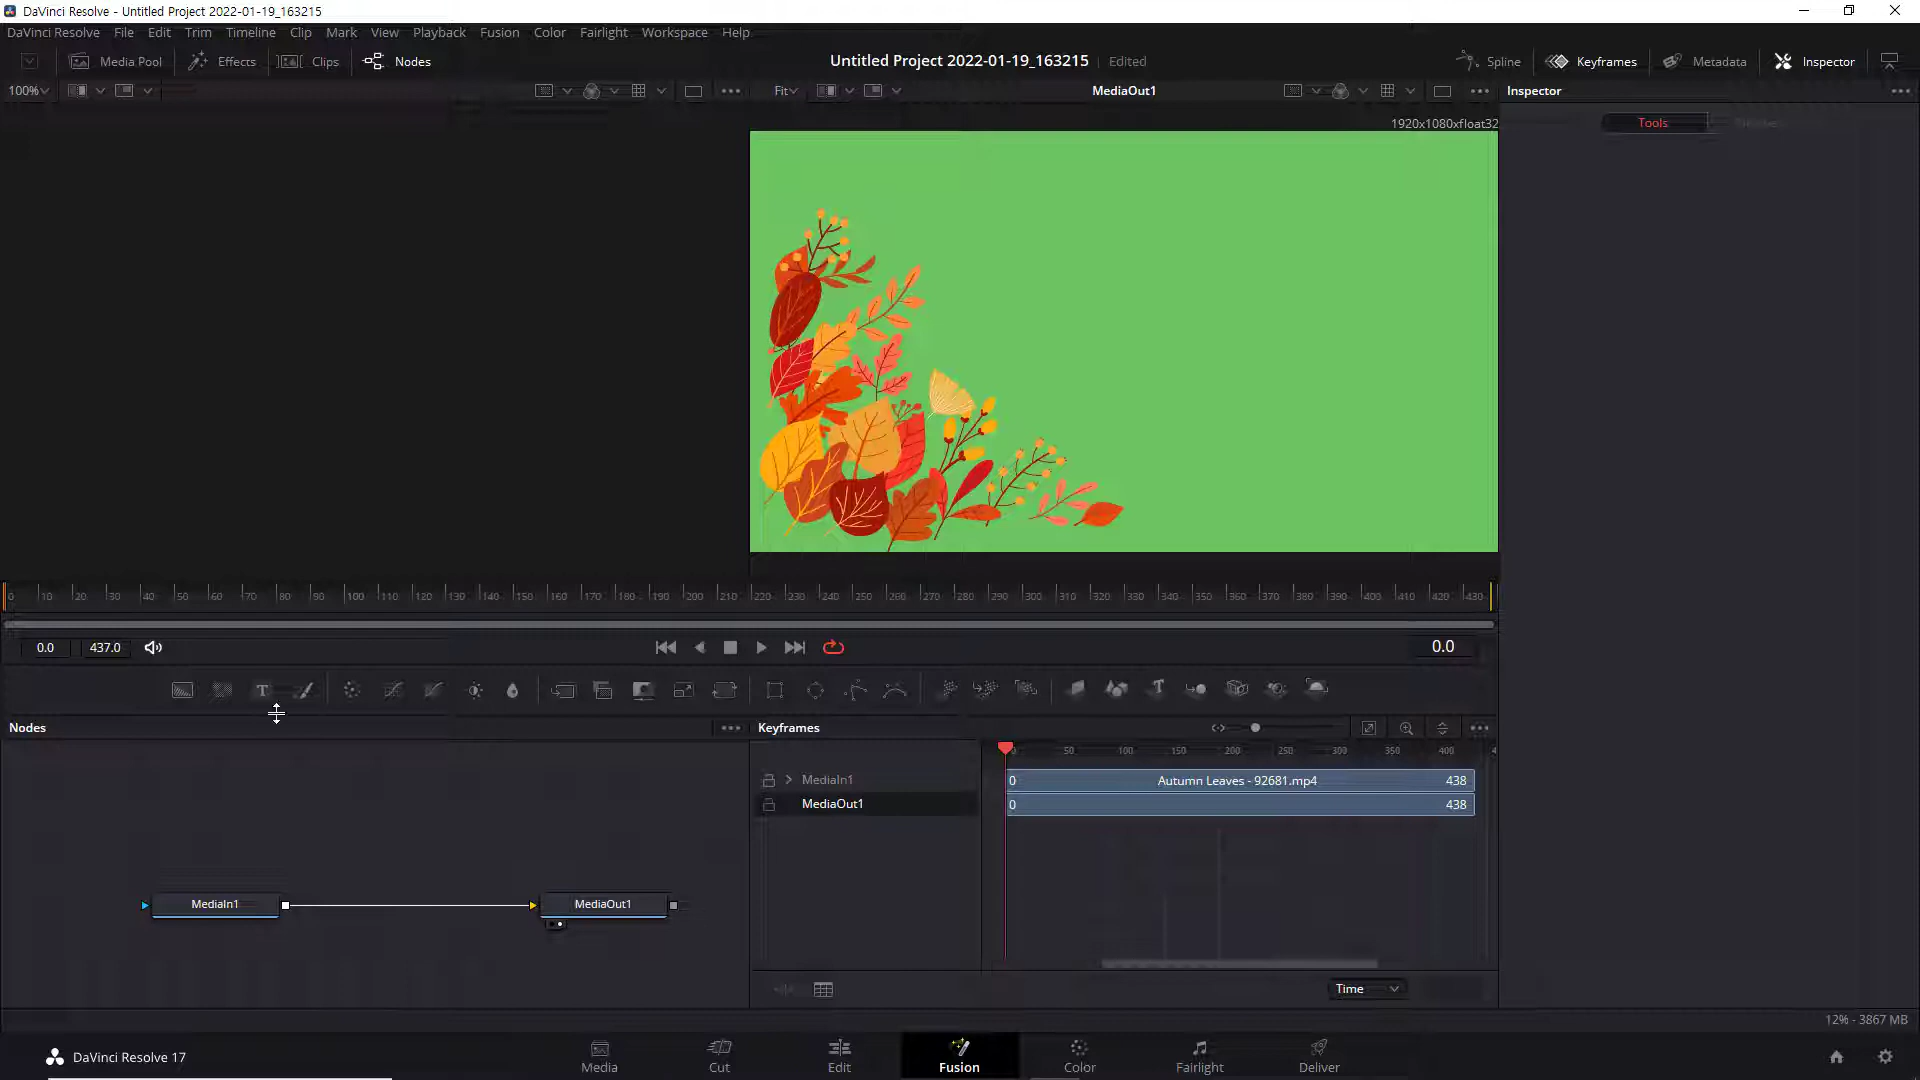 DaVinci Resolve - Untitled Project 2022-01-19_163215
DaVinci Resolve File Edit Trim Timeline Clip Mark View Playback Fusion Color Fairlight Workspace Help
Media Pool Effects Clips Nodes Untitled Project 2022-01-19_163215 Edited Spline Keyframes Metadata Inspector
100% Fit MediaOut1 Inspector
1920x1080xfloat32 Tools
0 10 20 30 40 50 60 70 80 90 100 110 120 130 140 150 160 170 180 190 200 210 220 230 240 250 260 270 280 290 300 310 320 330 340 350 360 370 380 390 400 410 420 430
0.0 437.0 0.0
T T
Nodes Keyframes
0 50 100 150 200 250 300 350 400 4
MediaIn1 0 Autumn Leaves - 92681.mp4 438
MediaOut1 0 438
MediaIn1 MediaOut1
Time
12% - 3867 MB
DaVinci Resolve 17 Media Cut Edit Fusion Color Fairlight Deliver